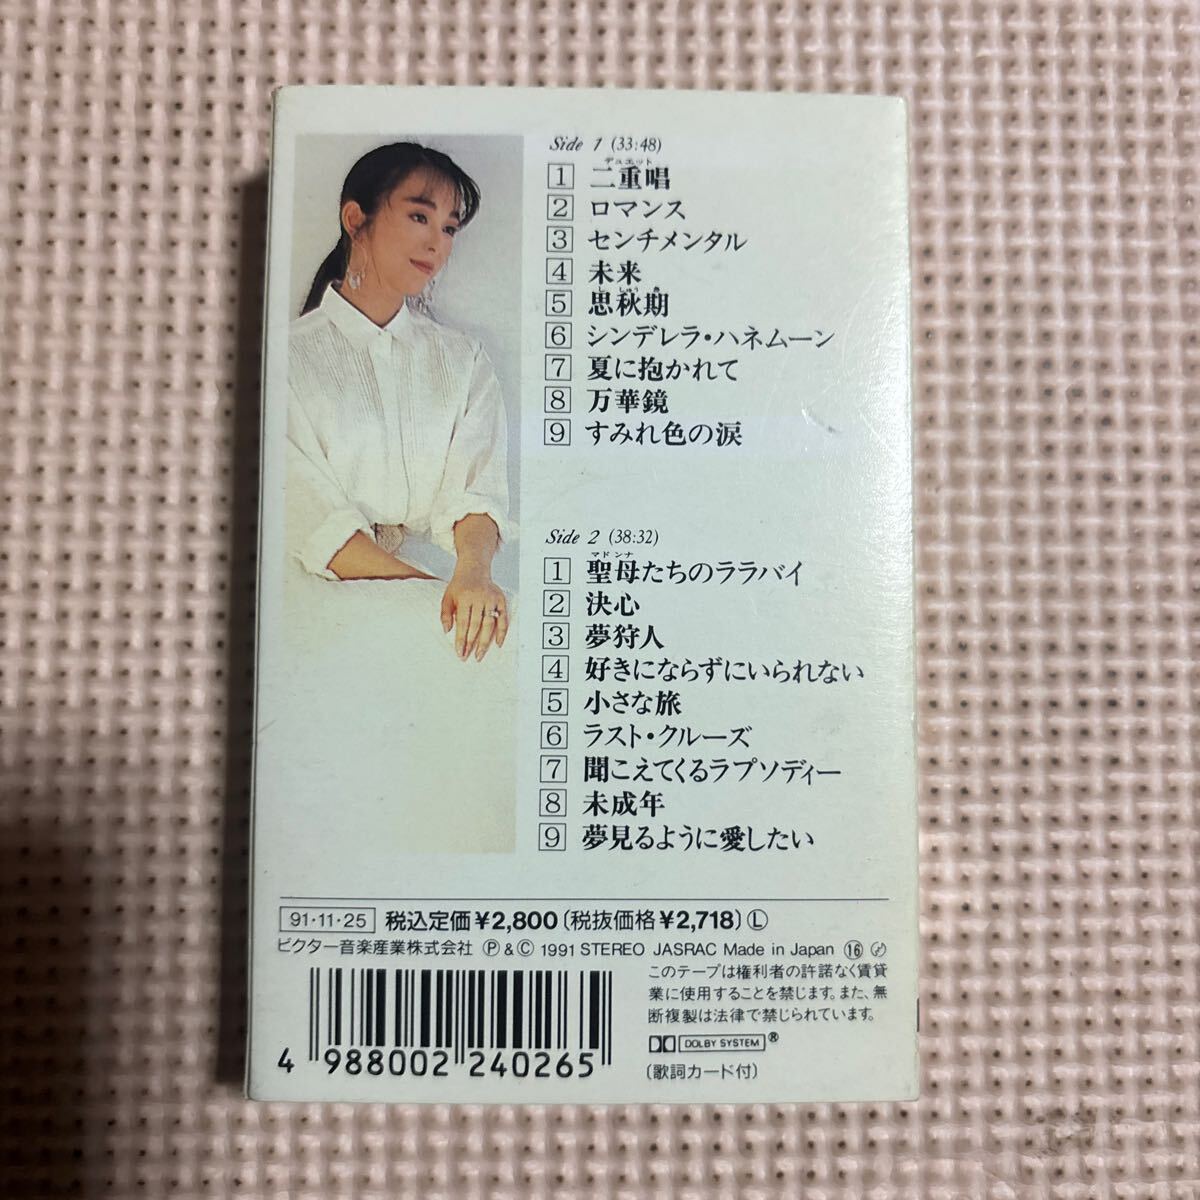 Side 1 (33:48)
デュエット
1 二重唱
2 ロマンス
3 センチメンタル
4 未来
し しゅう き
5 思秋期
6 シンデレラ・ハネムーン
7 夏に抱かれて
8 万華鏡
9 すみれ色の涙
Side 2 (38:32)
マドンナ
1 聖母たちのララバイ
2 決心
3 夢狩人
4 好きにならずにいられない
5 小さな旅
6 ラスト・クルーズ
7 聞こえてくるラプソディー
8 未成年
9 夢見るように愛したい
91・11・25 税込定価¥2,800(税抜価格¥2,718)Ⓛ
ビクター音楽産業株式会社 Ⓟ&Ⓒ 1991 STEREO JASRAC Made in Japan ⑯
このテープは権利者の許諾なく賃貸
業に使用することを禁じます。また、無
断複製は法律で禁じられています。
DOLBY SYSTEM®
(歌詞カード付)
4 988002 240265